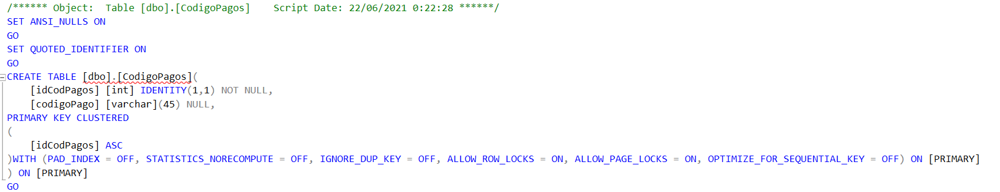 /****** Object:  Table [dbo].[CodigoPagos]    Script Date: 22/06/2021 0:22:28 ******/
SET ANSI_NULLS ON
GO
SET QUOTED_IDENTIFIER ON
GO
CREATE TABLE [dbo].[CodigoPagos](
    [idCodPagos] [int] IDENTITY(1,1) NOT NULL,
    [codigoPago] [varchar](45) NULL,
PRIMARY KEY CLUSTERED
(
    [idCodPagos] ASC
)WITH (PAD_INDEX = OFF, STATISTICS_NORECOMPUTE = OFF, IGNORE_DUP_KEY = OFF, ALLOW_ROW_LOCKS = ON, ALLOW_PAGE_LOCKS = ON, OPTIMIZE_FOR_SEQUENTIAL_KEY = OFF) ON [PRIMARY]
) ON [PRIMARY]
GO